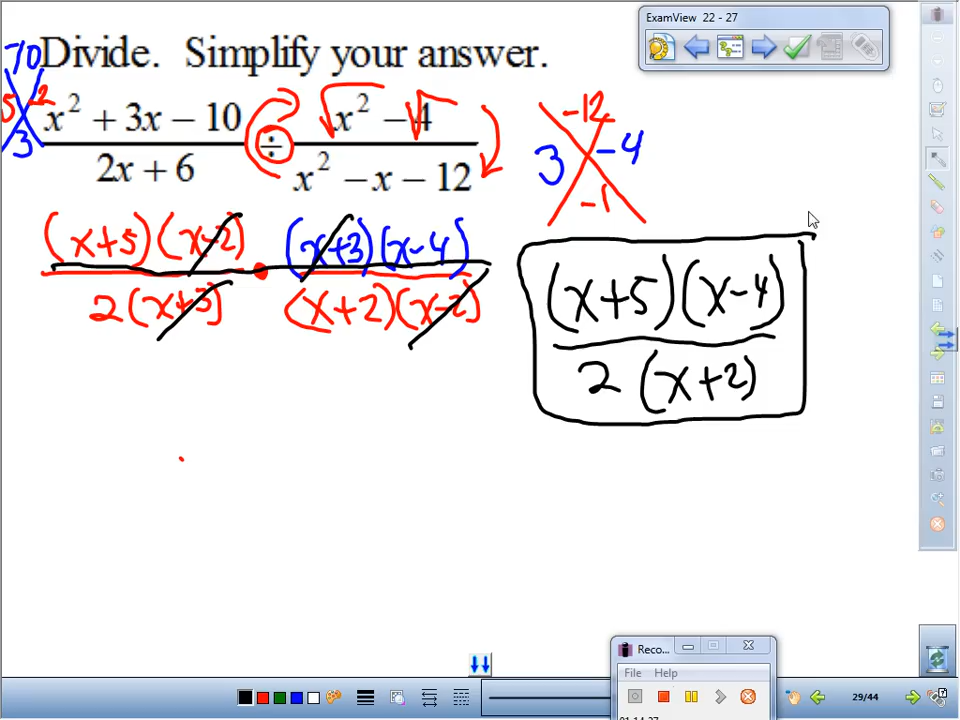 ExamView 22 - 27
-10 Divide. Simplify your answer.
5 -2
3
x² + 3x − 10 / 2x + 6 ÷ x² − 4 / x² − x − 12
-12
3 -4
-1
(x+5)(x-2) / 2(x+3) • (x+3)(x-4) / (x+2)(x-2)
(x+5)(x-4) / 2(x+2)
Reco...
File Help
29/44